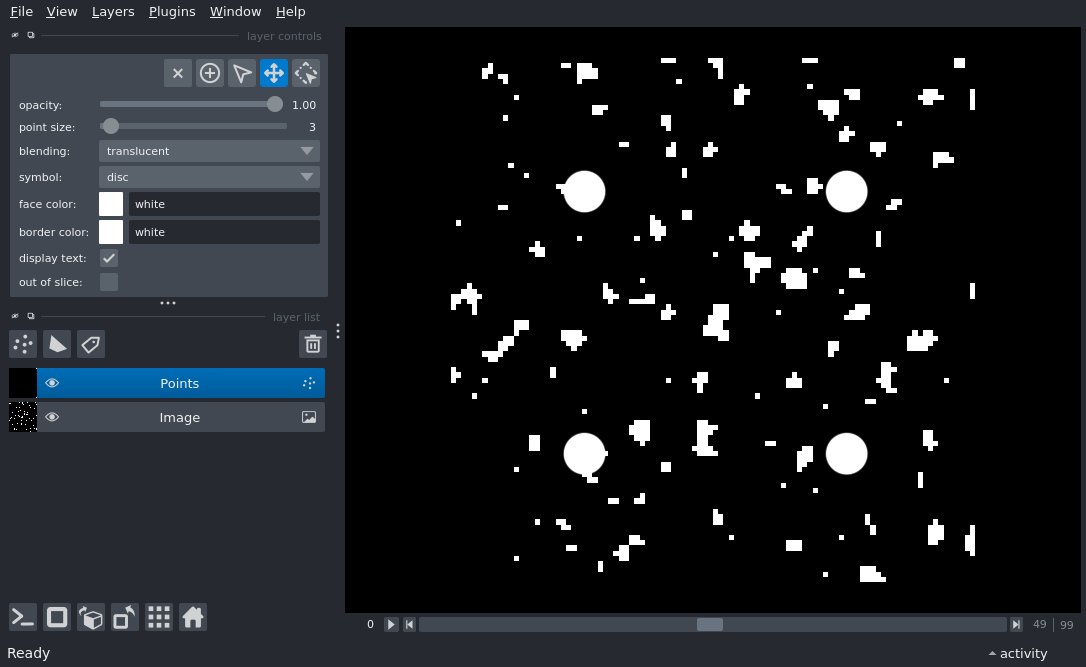 File View Layers Plugins Window Help
layer controls
opacity: 1.00
point size: 3
blending: translucent
symbol: disc
face color: white
border color: white
display text:
out of slice:
layer list
Points
Image
0 49 99
Ready activity